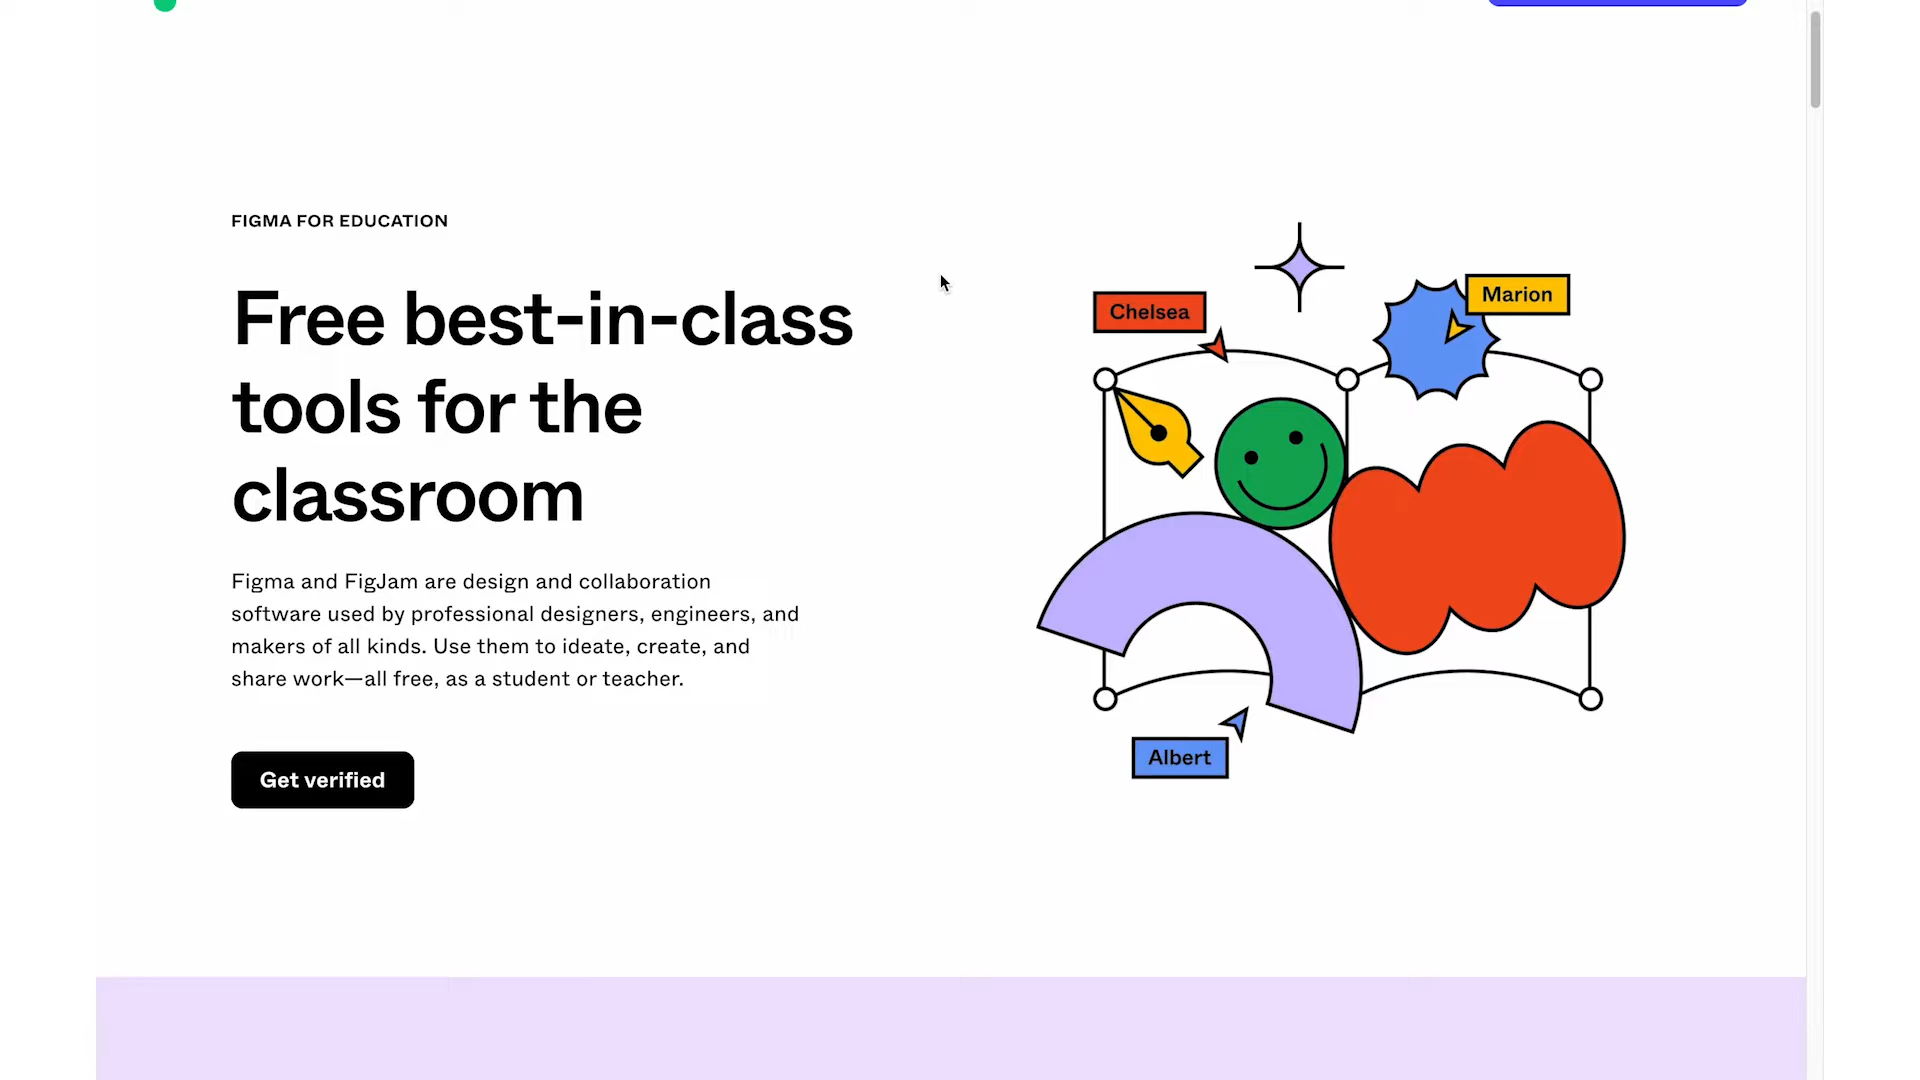 FIGMA FOR EDUCATION
Free best-in-class
tools for the
classroom
Figma and FigJam are design and collaboration
software used by professional designers, engineers, and
makers of all kinds. Use them to ideate, create, and
share work—all free, as a student or teacher.
Get verified
Chelsea
Marion
Albert